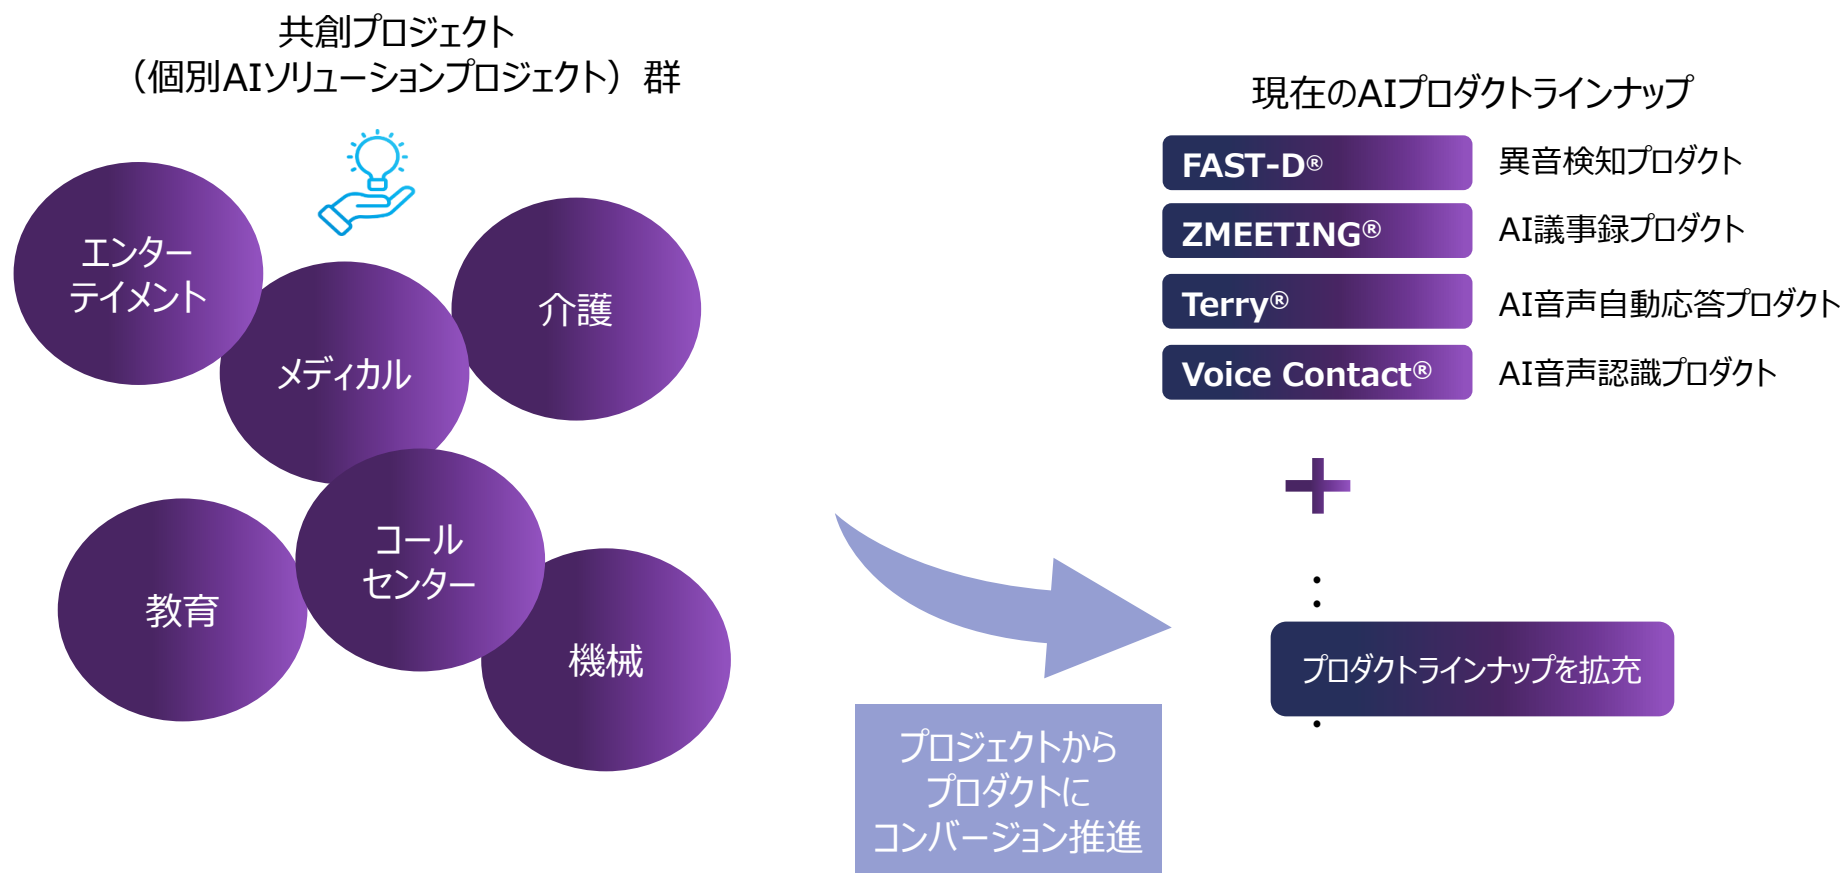 共創プロジェクト
（個別AIソリューションプロジェクト）群
エンター
テイメント
メディカル
介護
コール
センター
教育
機械
プロジェクトから
プロダクトに
コンバージョン推進
現在のAIプロダクトラインナップ
FAST-D® 異音検知プロダクト
ZMEETING® AI議事録プロダクト
Terry® AI音声自動応答プロダクト
Voice Contact® AI音声認識プロダクト
+
プロダクトラインナップを拡充